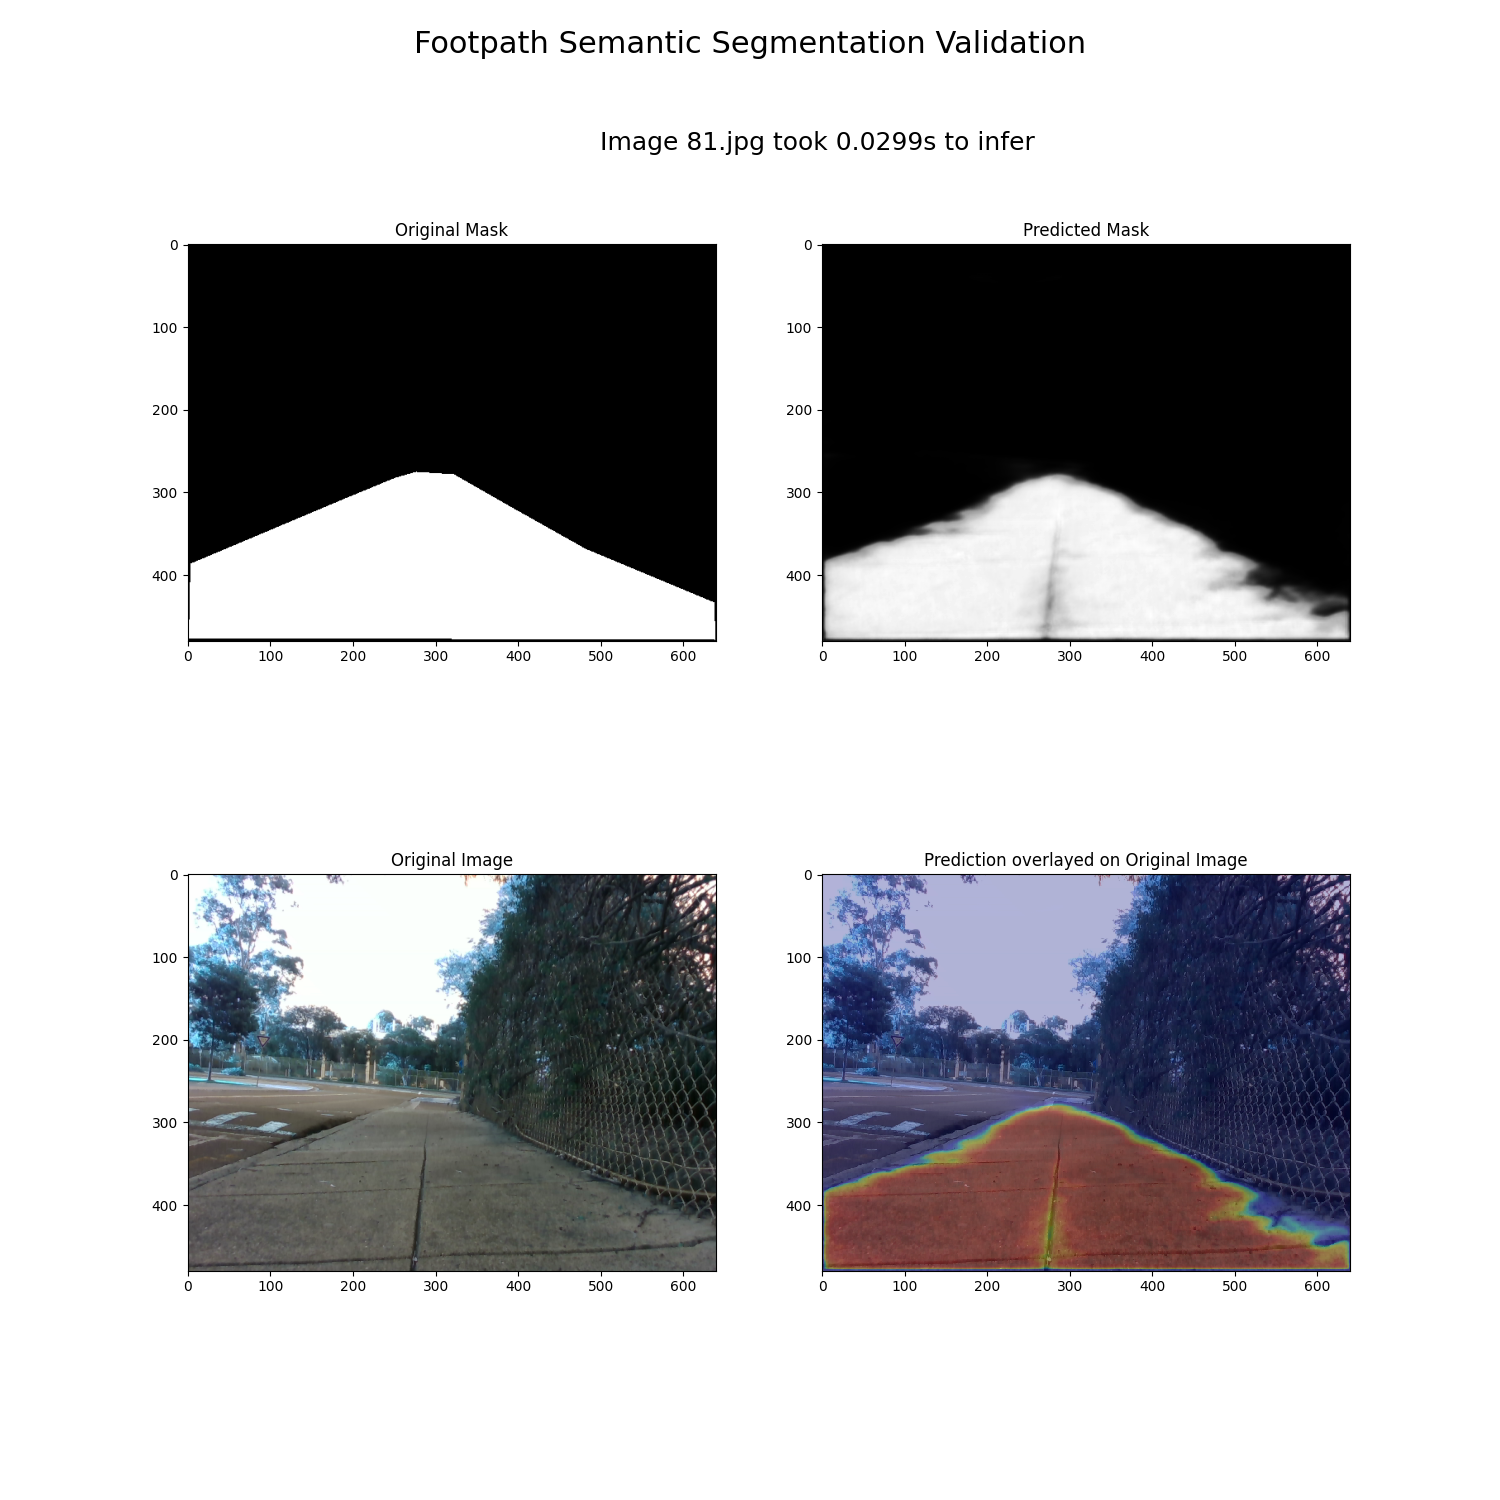 Footpath Semantic Segmentation Validation
Image 81.jpg took 0.0299s to infer
Original Mask
0
100
200
300
400
0 100 200 300 400 500 600
Predicted Mask
0
100
200
300
400
0 100 200 300 400 500 600
Original Image
0
100
200
300
400
0 100 200 300 400 500 600
Prediction overlayed on Original Image
0
100
200
300
400
0 100 200 300 400 500 600